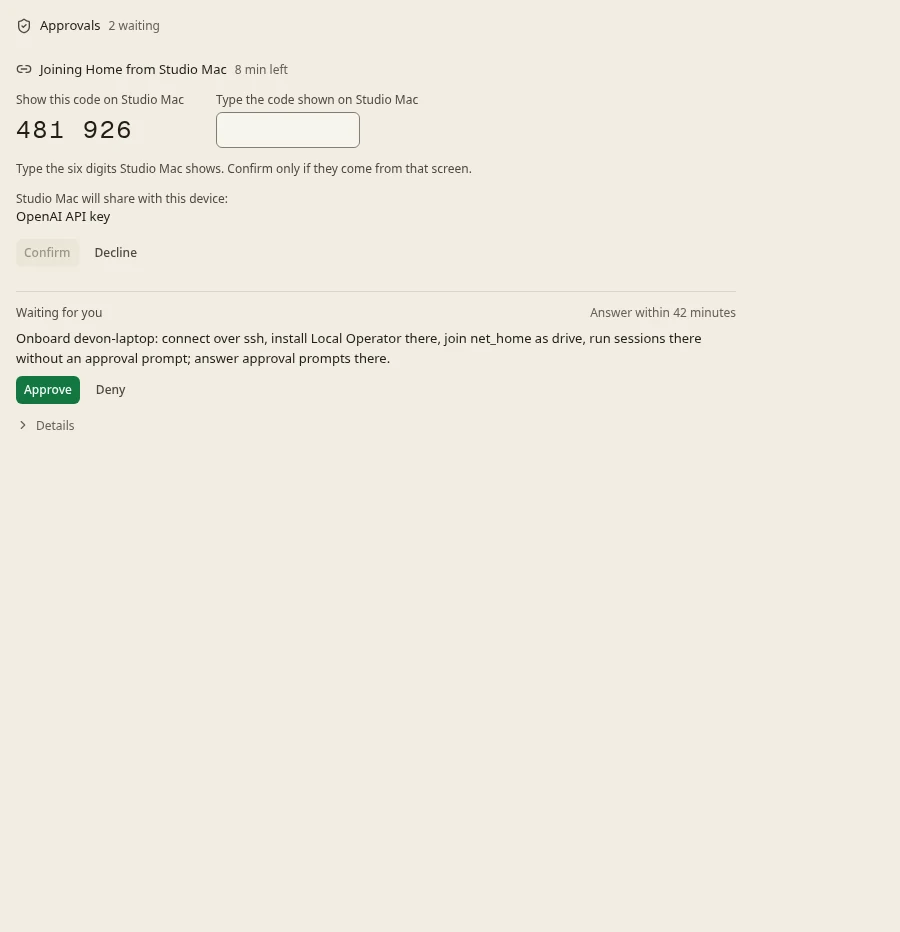 Approvals 2 waiting
Joining Home from Studio Mac 8 min left
Show this code on Studio Mac
Type the code shown on Studio Mac
481 926
Type the six digits Studio Mac shows. Confirm only if they come from that screen.
Studio Mac will share with this device:
OpenAI API key
Confirm Decline
Waiting for you Answer within 42 minutes
Onboard devon-laptop: connect over ssh, install Local Operator there, join net_home as drive, run sessions there
without an approval prompt; answer approval prompts there.
Approve Deny
Details